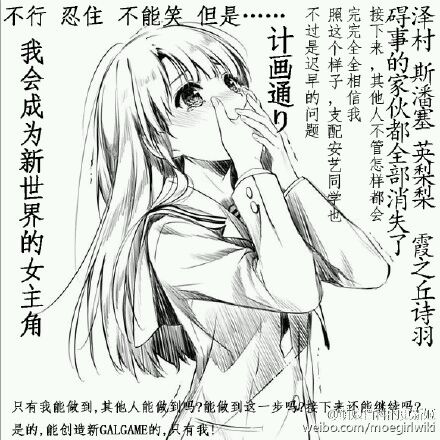 不行 忍住 不能笑 但是……
泽村 斯潘塞 英梨梨 霞之丘诗羽
碍事的家伙都全部消失了
接下来，其他人不管怎样都会
完完全全相信我
照这个样子，支配安艺同学也
不过是迟早的问题
计画通り
我会成为新世界的女主角
只有我能做到，其他人能做到吗？能做到这一步吗？接下来还能继续吗？
是的，能创造新GALGAME的，只有我！
weibo.com/moegirlwiki